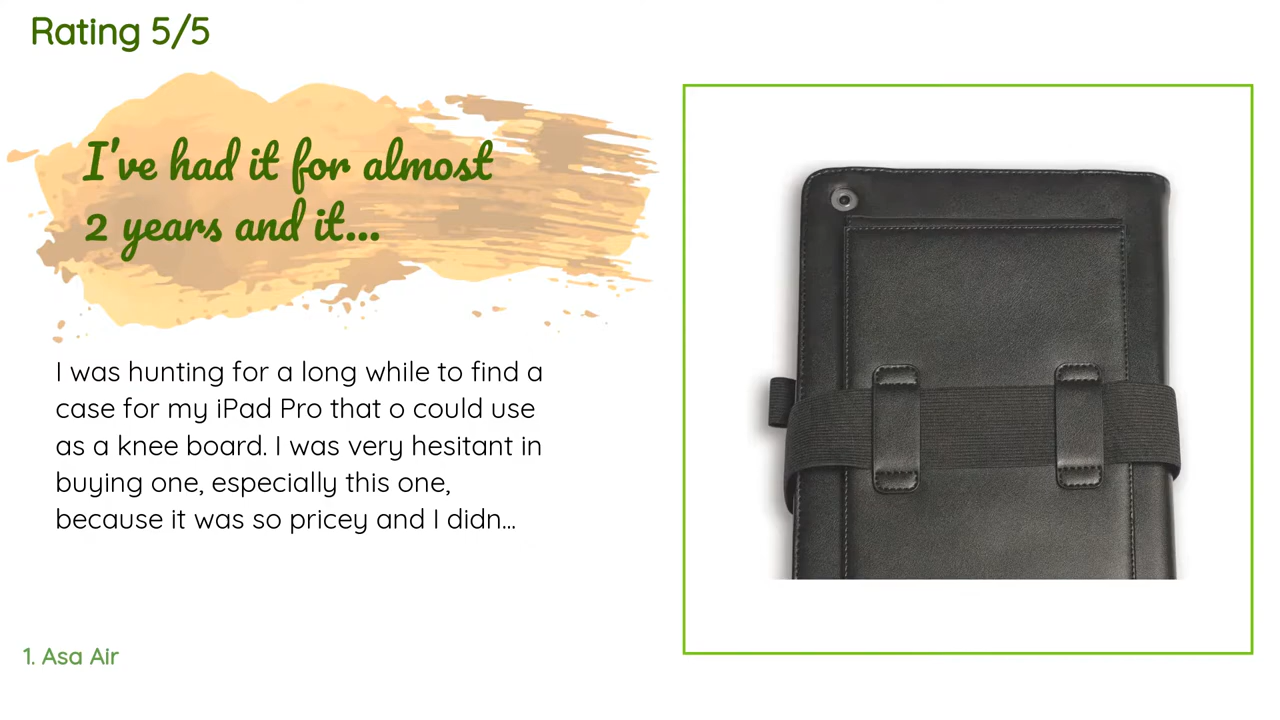 Rating 5/5
I've had it for almost
2 years and it...
I was hunting for a long while to find a
case for my iPad Pro that o could use
as a knee board. I was very hesitant in
buying one, especially this one,
because it was so pricey and I didn...
1. Asa Air